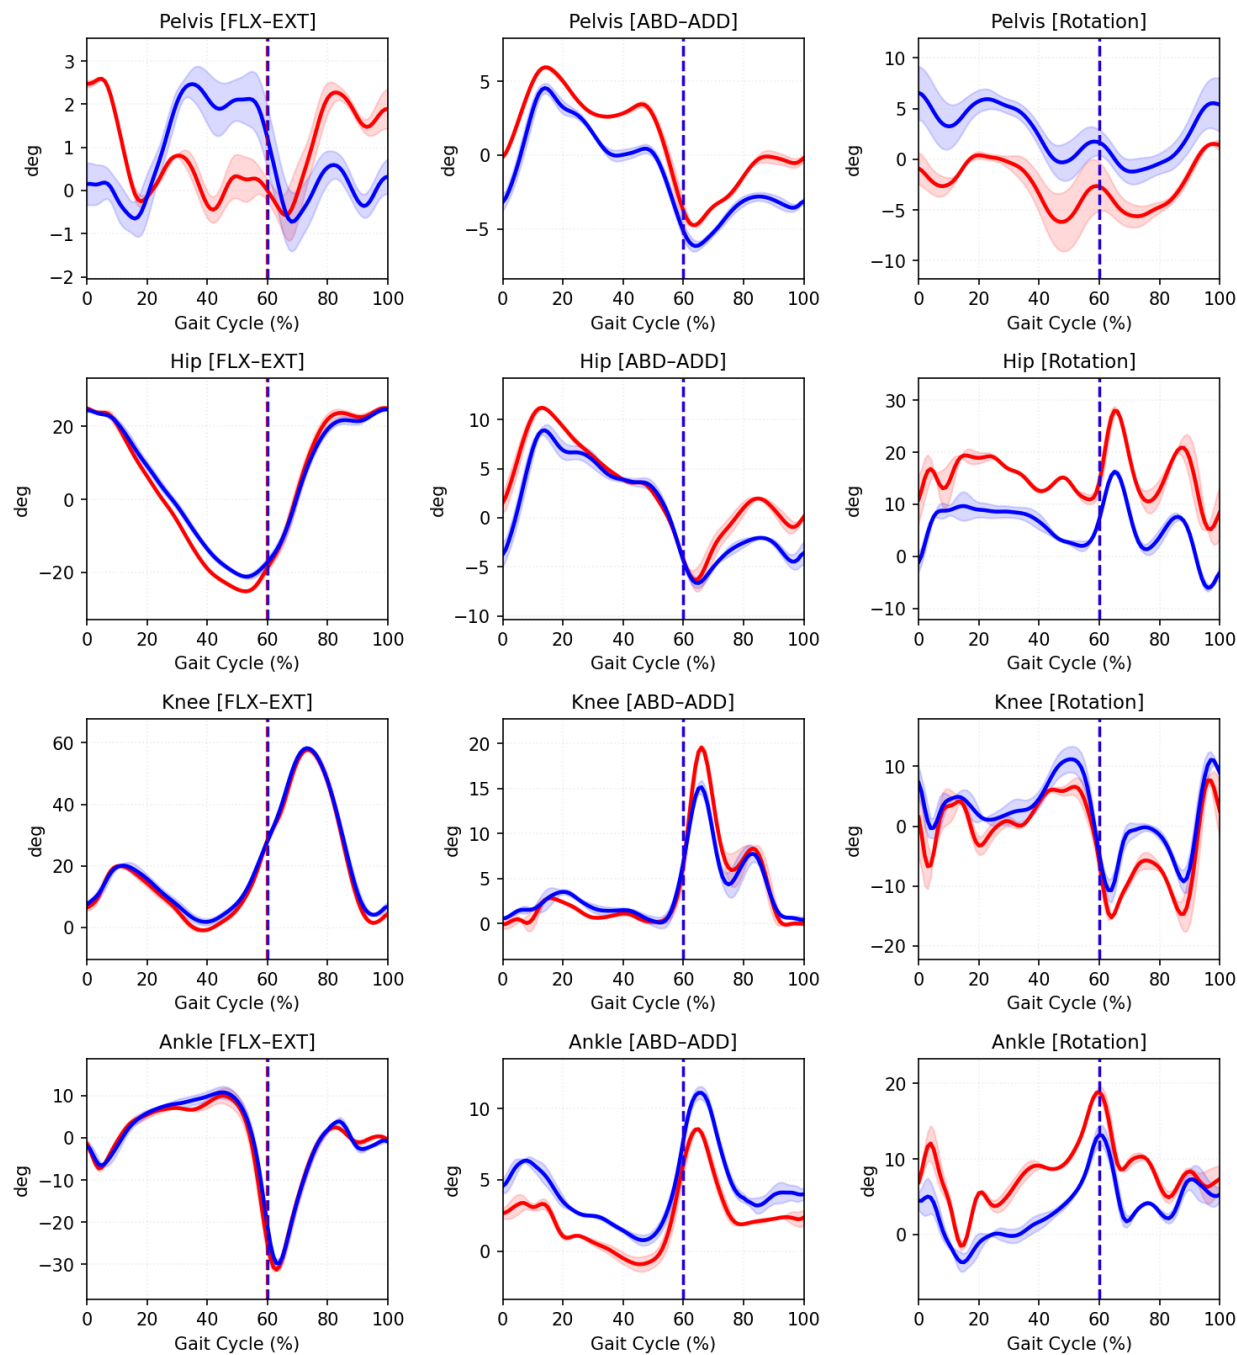 Pelvis [FLX–EXT]
Pelvis [ABD–ADD]
Pelvis [Rotation]
deg
3
2
1
0
−1
−2
0 20 40 60 80 100
Gait Cycle (%)
deg
5
0
−5
0 20 40 60 80 100
Gait Cycle (%)
deg
10
5
0
−5
−10
0 20 40 60 80 100
Gait Cycle (%)
Hip [FLX–EXT]
Hip [ABD–ADD]
Hip [Rotation]
deg
20
0
−20
0 20 40 60 80 100
Gait Cycle (%)
deg
10
5
0
−5
−10
0 20 40 60 80 100
Gait Cycle (%)
deg
30
20
10
0
−10
0 20 40 60 80 100
Gait Cycle (%)
Knee [FLX–EXT]
Knee [ABD–ADD]
Knee [Rotation]
deg
60
40
20
0
0 20 40 60 80 100
Gait Cycle (%)
deg
20
15
10
5
0
0 20 40 60 80 100
Gait Cycle (%)
deg
10
0
−10
−20
0 20 40 60 80 100
Gait Cycle (%)
Ankle [FLX–EXT]
Ankle [ABD–ADD]
Ankle [Rotation]
deg
10
0
−10
−20
−30
0 20 40 60 80 100
Gait Cycle (%)
deg
10
5
0
0 20 40 60 80 100
Gait Cycle (%)
deg
20
10
0
0 20 40 60 80 100
Gait Cycle (%)